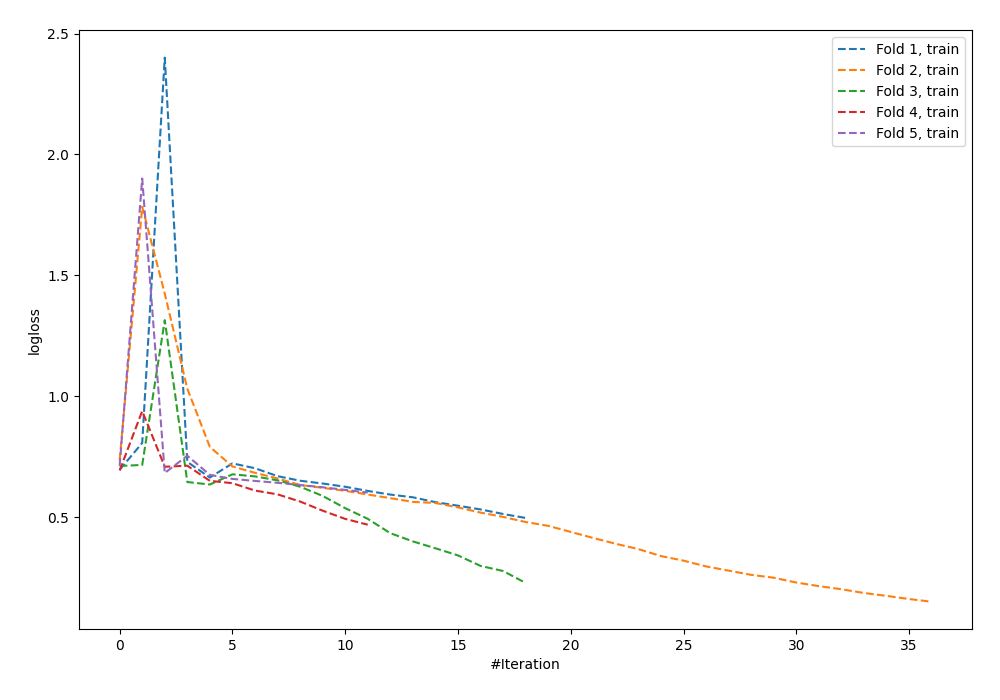 2.5
2.0
1.5
1.0
0.5
logloss
0 5 10 15 20 25 30 35
#Iteration
Fold 1, train
Fold 2, train
Fold 3, train
Fold 4, train
Fold 5, train